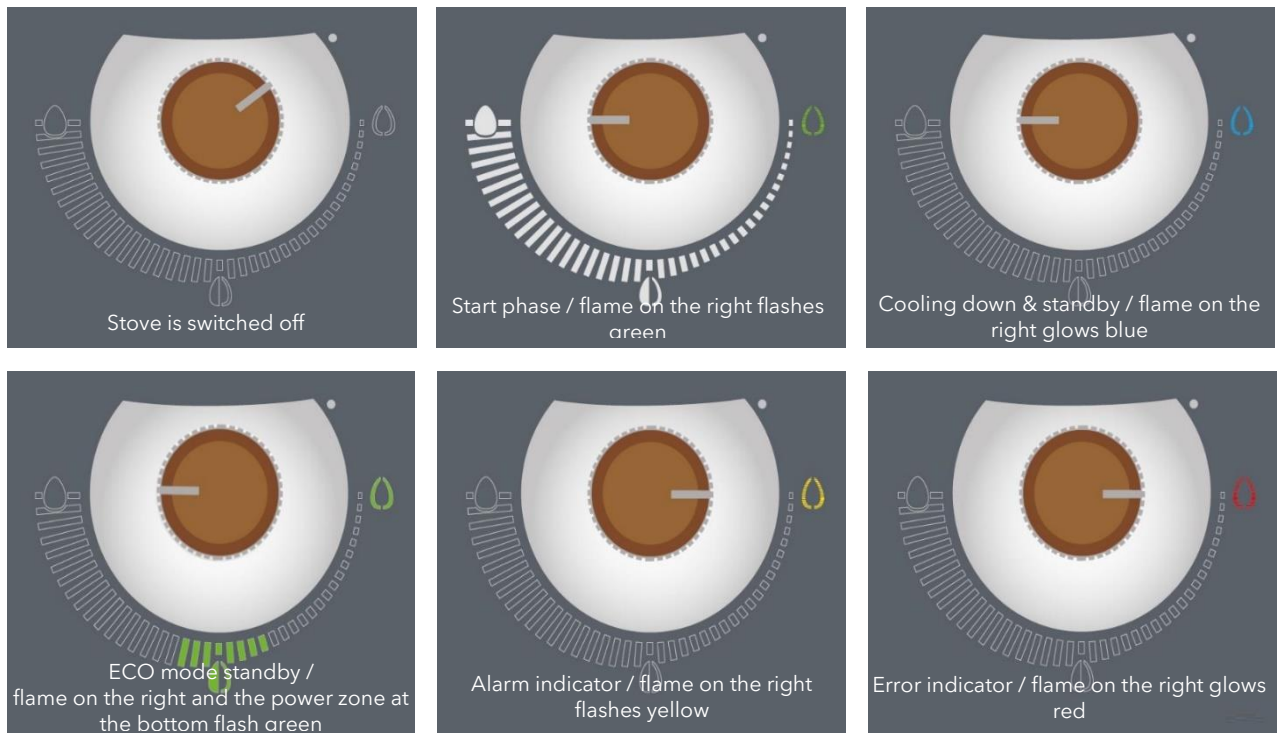 Stove is switched off
Start phase / flame on the right flashes
green
Cooling down & standby / flame on the
right glows blue
ECO mode standby /
flame on the right and the power zone at
the bottom flash green
Alarm indicator / flame on the right
flashes yellow
Error indicator / flame on the right glows
red